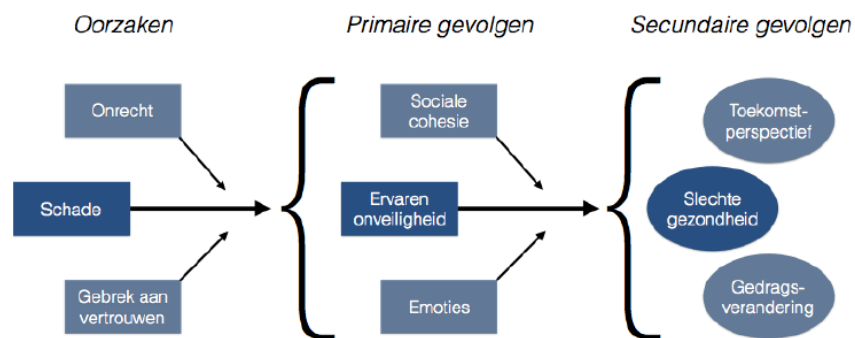 Oorzaken
Primaire gevolgen
Secundaire gevolgen
Onrecht
Schade
Gebrek aan
vertrouwen
Sociale
cohesie
Ervaren
onveiligheid
Emoties
Toekomst-
perspectief
Slechte
gezondheid
Gedrags-
verandering